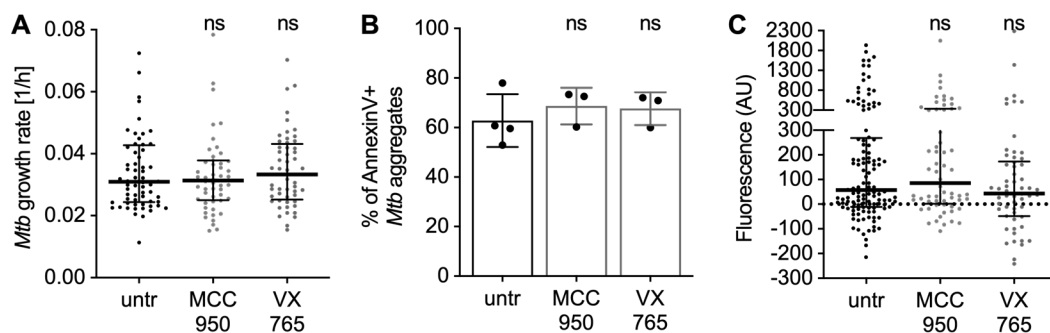 A
ns
ns
Mtb growth rate [1/h]
0.08
0.06
0.04
0.02
0.00
untr
MCC
950
VX
765
B
ns
ns
% of AnnexinV+
Mtb aggregates
100
80
60
40
20
0
untr
MCC
950
VX
765
C
ns
ns
Fluorescence (AU)
2300
1800
1300
800
300
300
200
100
0
-100
-200
-300
untr
MCC
950
VX
765